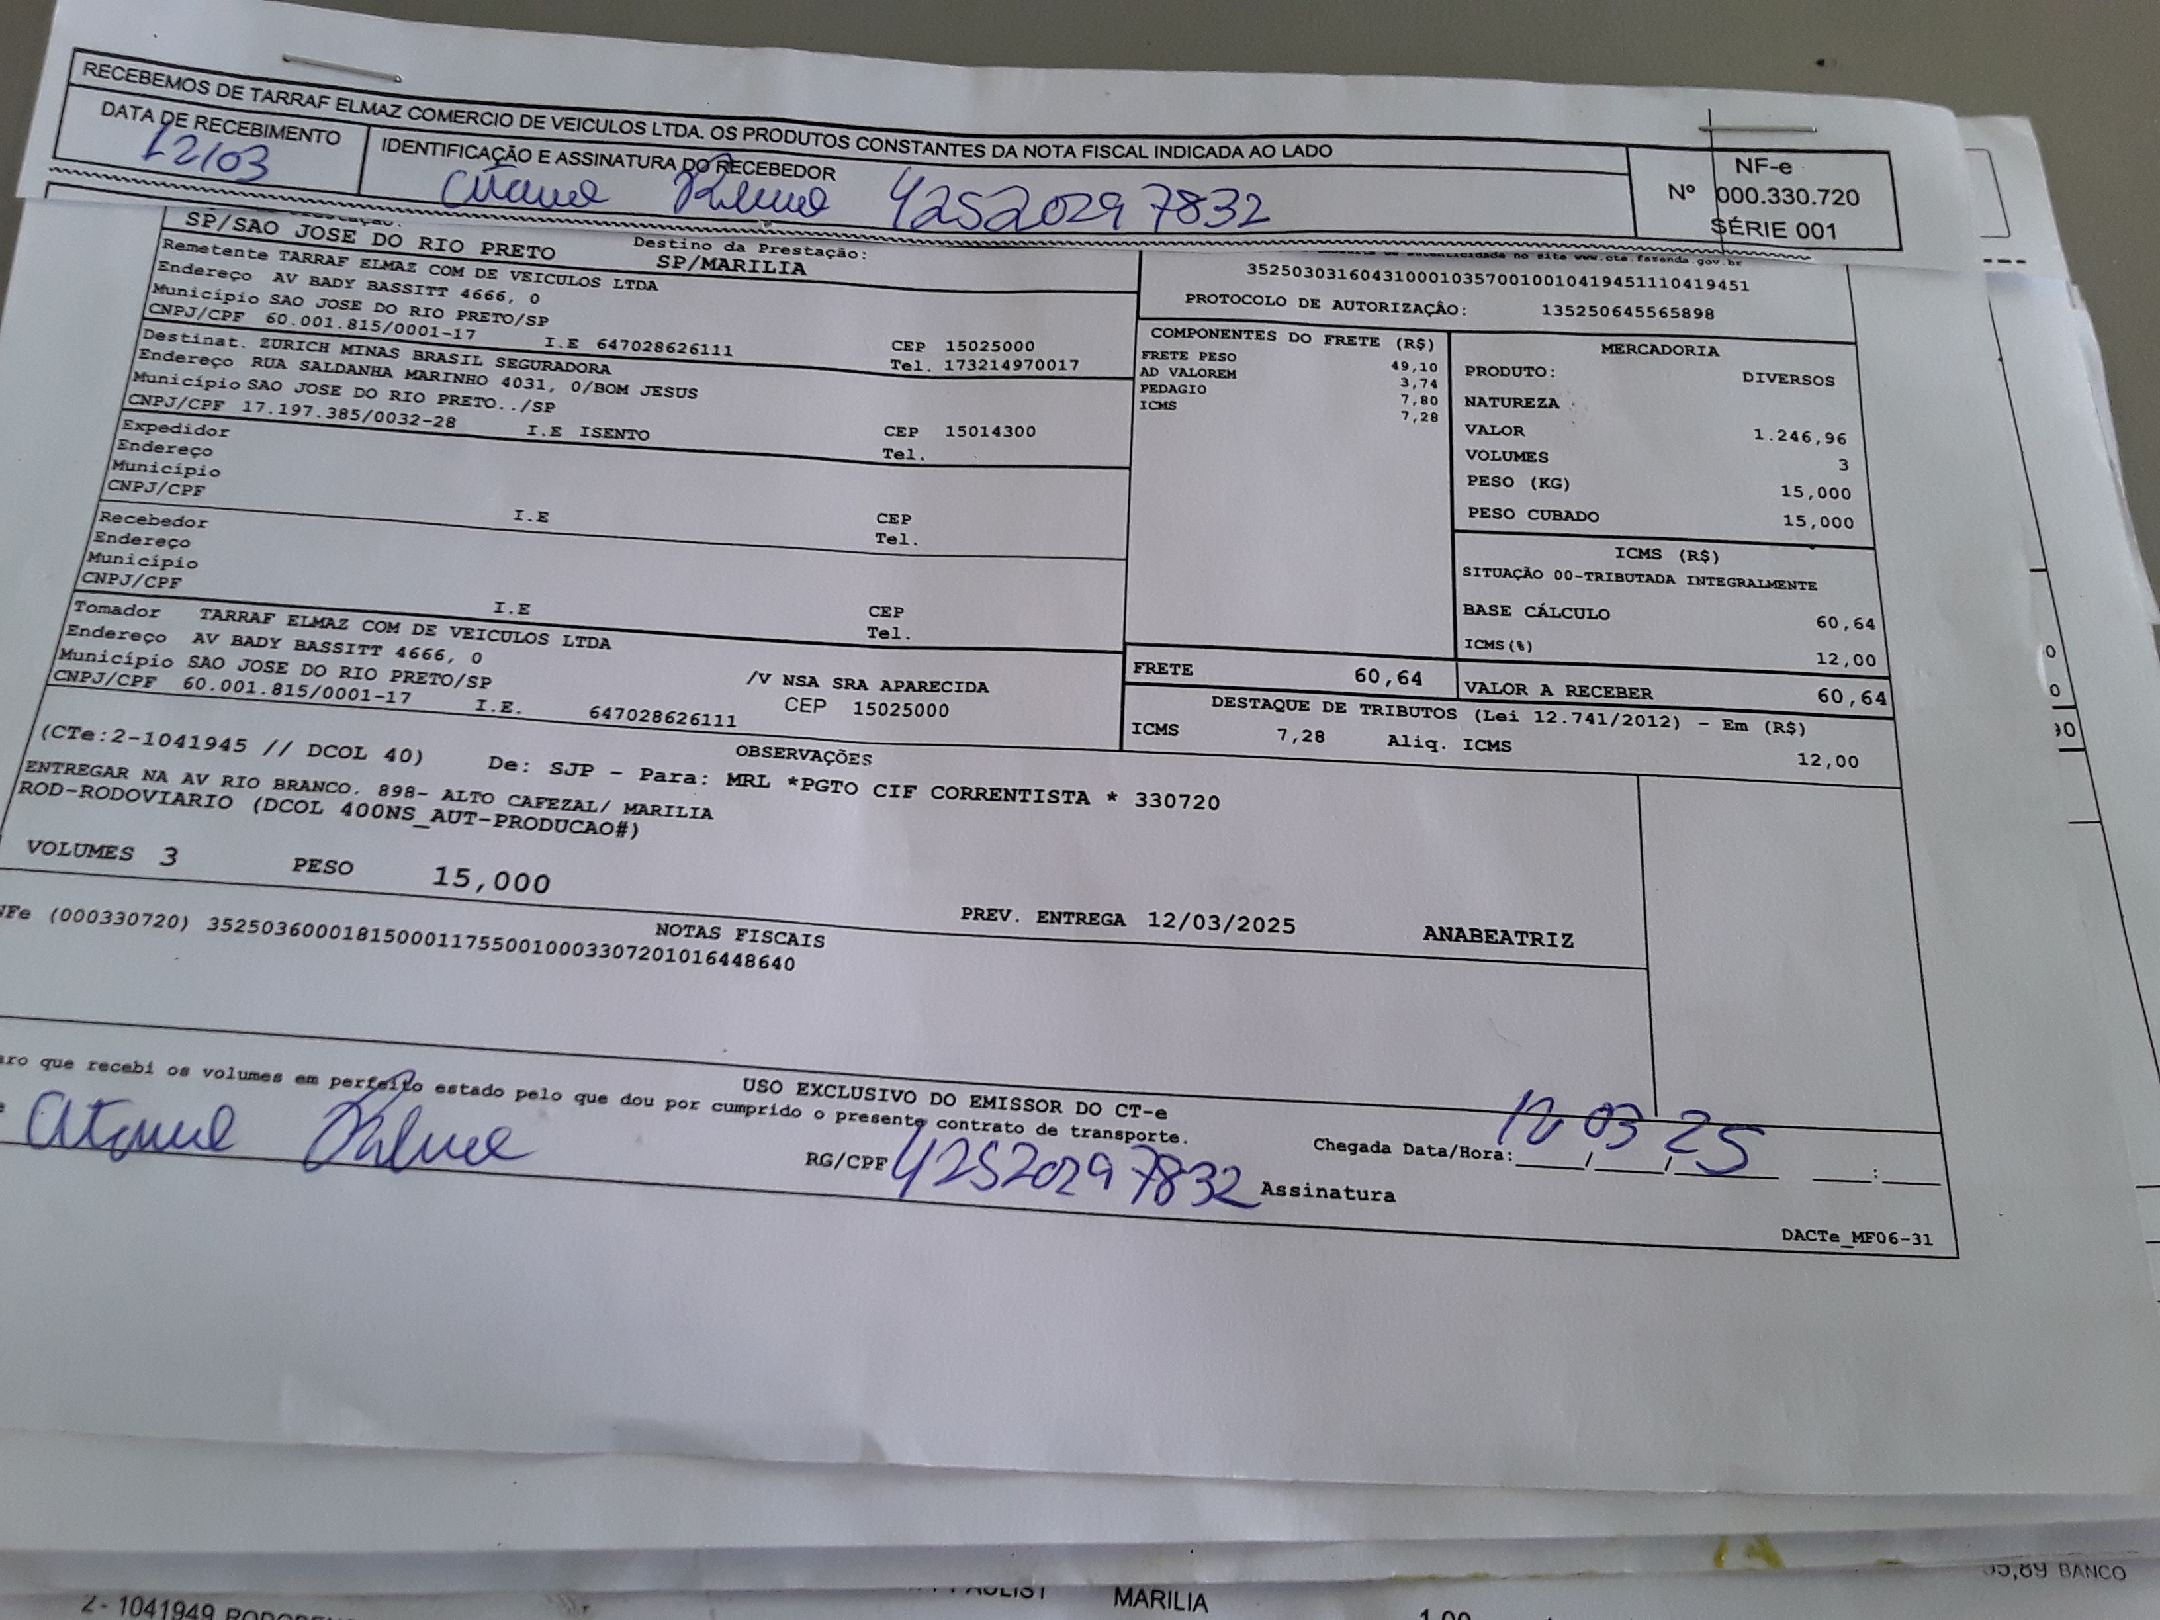 RECEBEMOS DE TARRAF ELMAZ COMERCIO DE VEICULOS LTDA. OS PRODUTOS CONSTANTES DA NOTA FISCAL INDICADA AO LADO
DATA DE RECEBIMENTO
12/03
IDENTIFICAÇÃO E ASSINATURA DO RECEBEDOR
42520297832
NF-e
Nº 000.330.720
SÉRIE 001
SP/SAO JOSE DO RIO PRETO
Destino da Prestação:
SP/MARILIA
Remetente TARRAF ELMAZ COM DE VEICULOS LTDA
Endereço AV BADY BASSITT 4666, 0
Município SAO JOSE DO RIO PRETO/SP
CNPJ/CPF 60.001.815/0001-17 I.E 647028626111
CEP 15025000
Tel. 173214970017
Destinat. ZURICH MINAS BRASIL SEGURADORA
Endereço RUA SALDANHA MARINHO 4031, 0/BOM JESUS
Município SAO JOSE DO RIO PRETO../SP
CNPJ/CPF 17.197.385/0032-28 I.E ISENTO
CEP 15014300
Tel.
Expedidor
Endereço
Município
CNPJ/CPF
I.E
CEP
Tel.
Recebedor
Endereço
Município
CNPJ/CPF
I.E
CEP
Tel.
Tomador TARRAF ELMAZ COM DE VEICULOS LTDA
Endereço AV BADY BASSITT 4666, 0
Município SAO JOSE DO RIO PRETO/SP /V NSA SRA APARECIDA
CNPJ/CPF 60.001.815/0001-17 I.E. 647028626111 CEP 15025000
de autenticidade no site www.cte.fazenda.gov.br
35250303160431000103570010010419451110419451
PROTOCOLO DE AUTORIZAÇÂO: 135250645565898
COMPONENTES DO FRETE (R$)
FRETE PESO 49,10
AD VALOREM 3,74
PEDAGIO 7,80
ICMS 7,28
MERCADORIA
PRODUTO: DIVERSOS
NATUREZA
VALOR 1.246,96
VOLUMES 3
PESO (KG) 15,000
PESO CUBADO 15,000
ICMS (R$)
SITUAÇÃO 00-TRIBUTADA INTEGRALMENTE
BASE CÁLCULO 60,64
ICMS(%) 12,00
FRETE 60,64
VALOR A RECEBER 60,64
DESTAQUE DE TRIBUTOS (Lei 12.741/2012) - Em (R$)
ICMS 7,28 Aliq. ICMS 12,00
OBSERVAÇÕES
(CTe:2-1041945 // DCOL 40) De: SJP - Para: MRL *PGTO CIF CORRENTISTA * 330720
ENTREGAR NA AV RIO BRANCO. 898- ALTO CAFEZAL/ MARILIA
ROD-RODOVIARIO (DCOL 400NS_AUT-PRODUCAO#)
VOLUMES 3 PESO 15,000
PREV. ENTREGA 12/03/2025 ANABEATRIZ
NOTAS FISCAIS
NFe (000330720) 35250360001815000117550010003307201016448640
USO EXCLUSIVO DO EMISSOR DO CT-e
que recebi os volumes em perfeito estado pelo que dou por cumprido o presente contrato de transporte.
RG/CPF 42520297832 Assinatura
Chegada Data/Hora: 12/03/25 :
DACTe_MF06-31
2- 1041949
MARILIA
BANCO